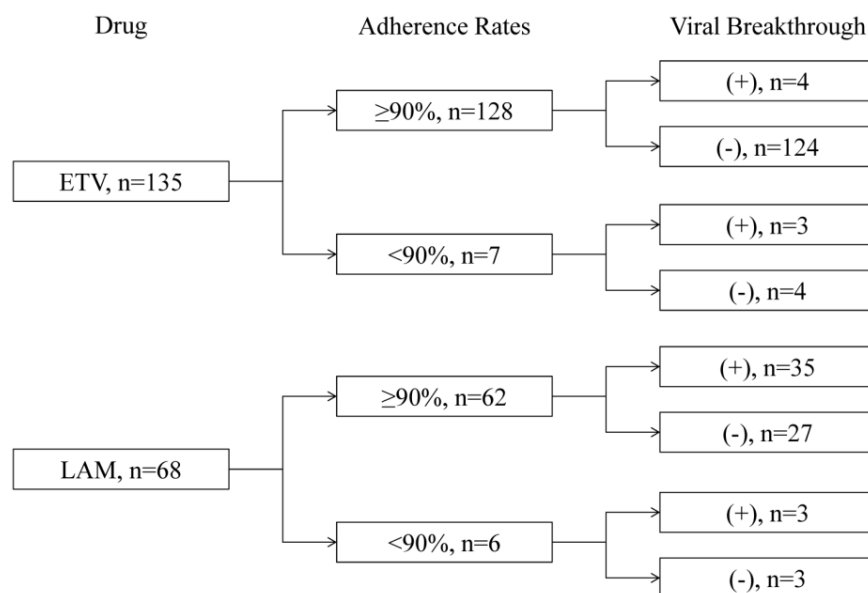 Drug Adherence Rates Viral Breakthrough
(+), n=4
≥90%, n=128
(-), n=124
ETV, n=135
(+), n=3
<90%, n=7
(-), n=4
(+), n=35
≥90%, n=62
(-), n=27
LAM, n=68
(+), n=3
<90%, n=6
(-), n=3